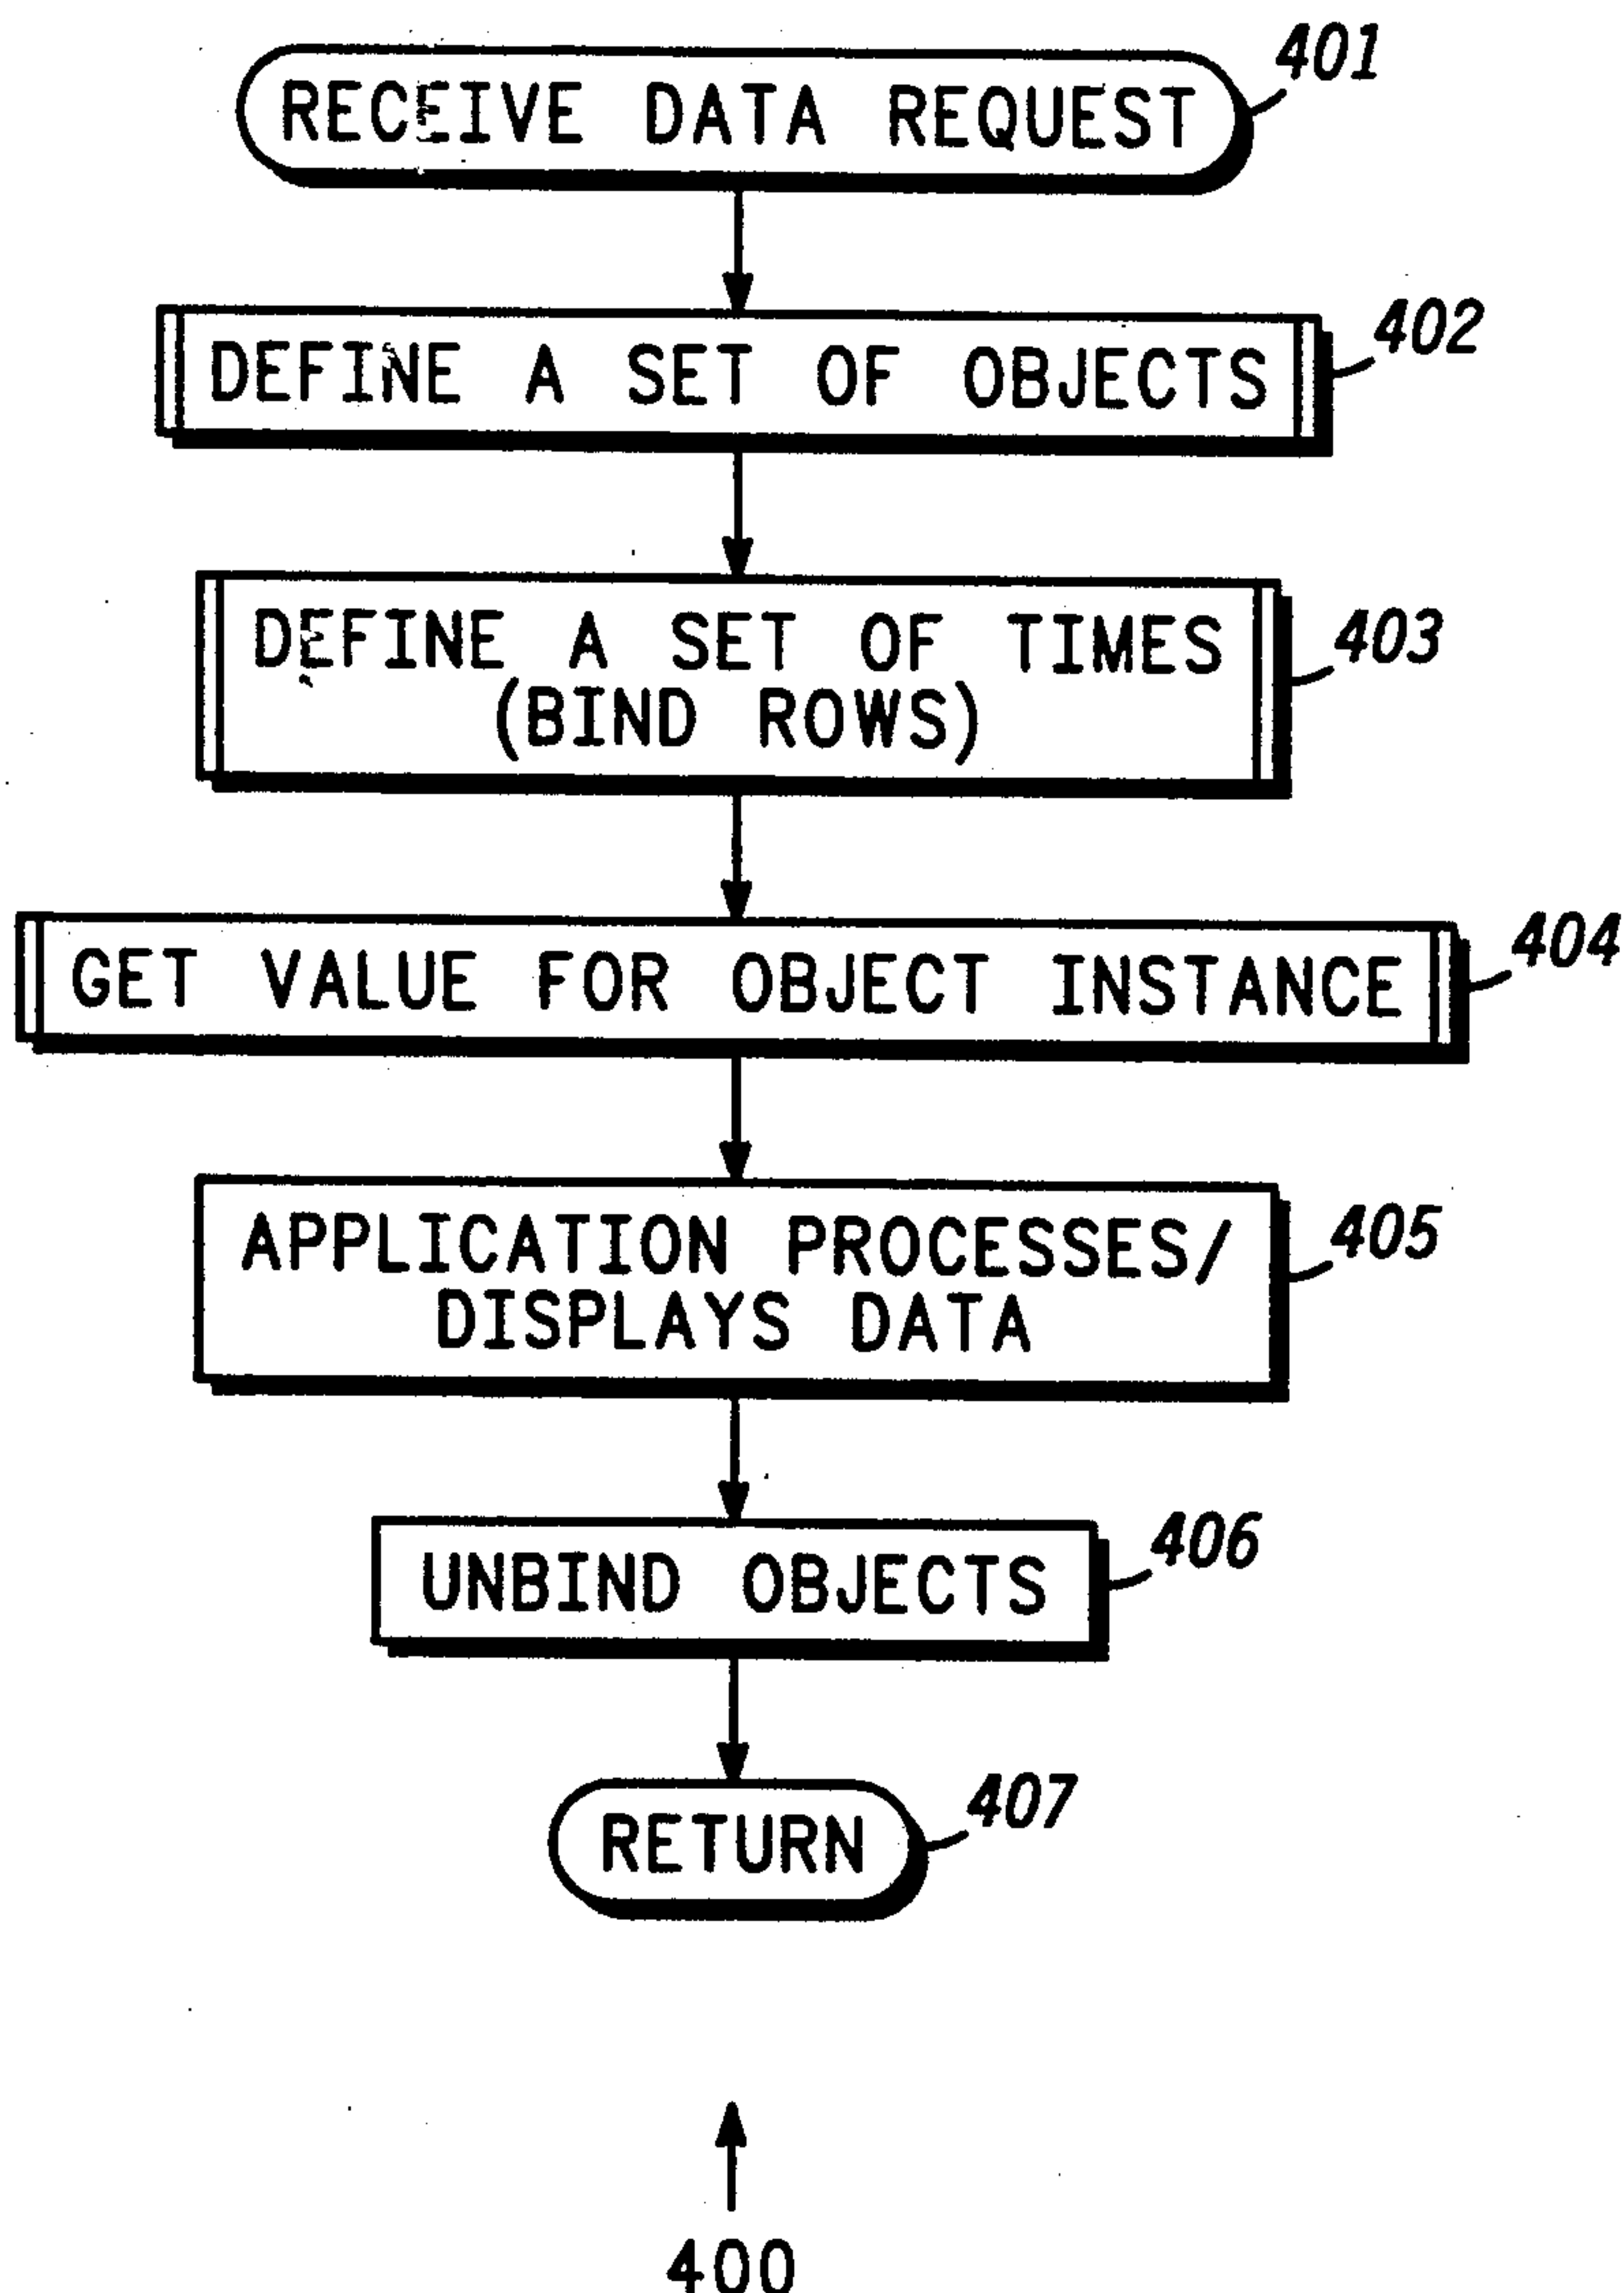 RECEIVE DATA REQUEST
401
DEFINE A SET OF OBJECTS
402
DEFINE A SET OF TIMES
(BIND ROWS)
403
GET VALUE FOR OBJECT INSTANCE
404
APPLICATION PROCESSES/
DISPLAYS DATA
405
UNBIND OBJECTS
406
RETURN
407
400